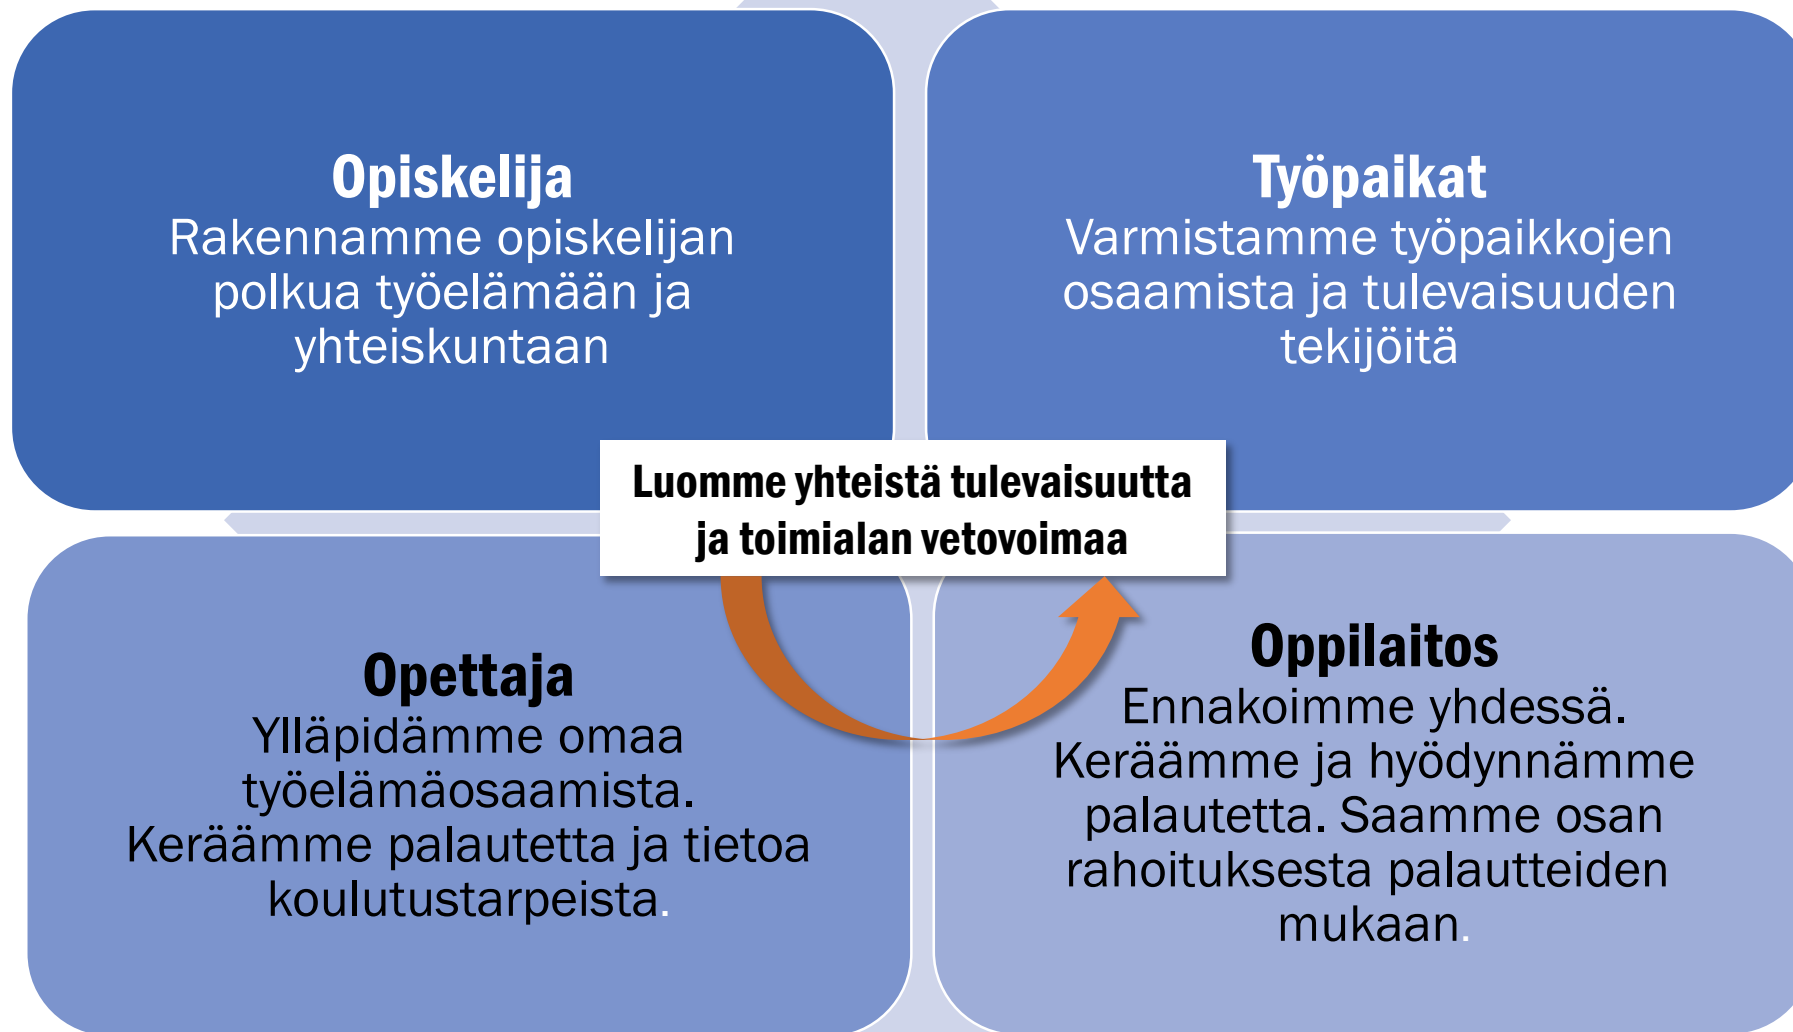 Opiskelija
Rakennamme opiskelijan
polkua työelämään ja
yhteiskuntaan
Työpaikat
Varmistamme työpaikkojen
osaamista ja tulevaisuuden
tekijöitä
Luomme yhteistä tulevaisuutta
ja toimialan vetovoimaa
Opettaja
Ylläpidämme omaa
työelämäosaamista.
Keräämme palautetta ja tietoa
koulutustarpeista.
Oppilaitos
Ennakoimme yhdessä.
Keräämme ja hyödynnämme
palautetta. Saamme osan
rahoituksesta palautteiden
mukaan.